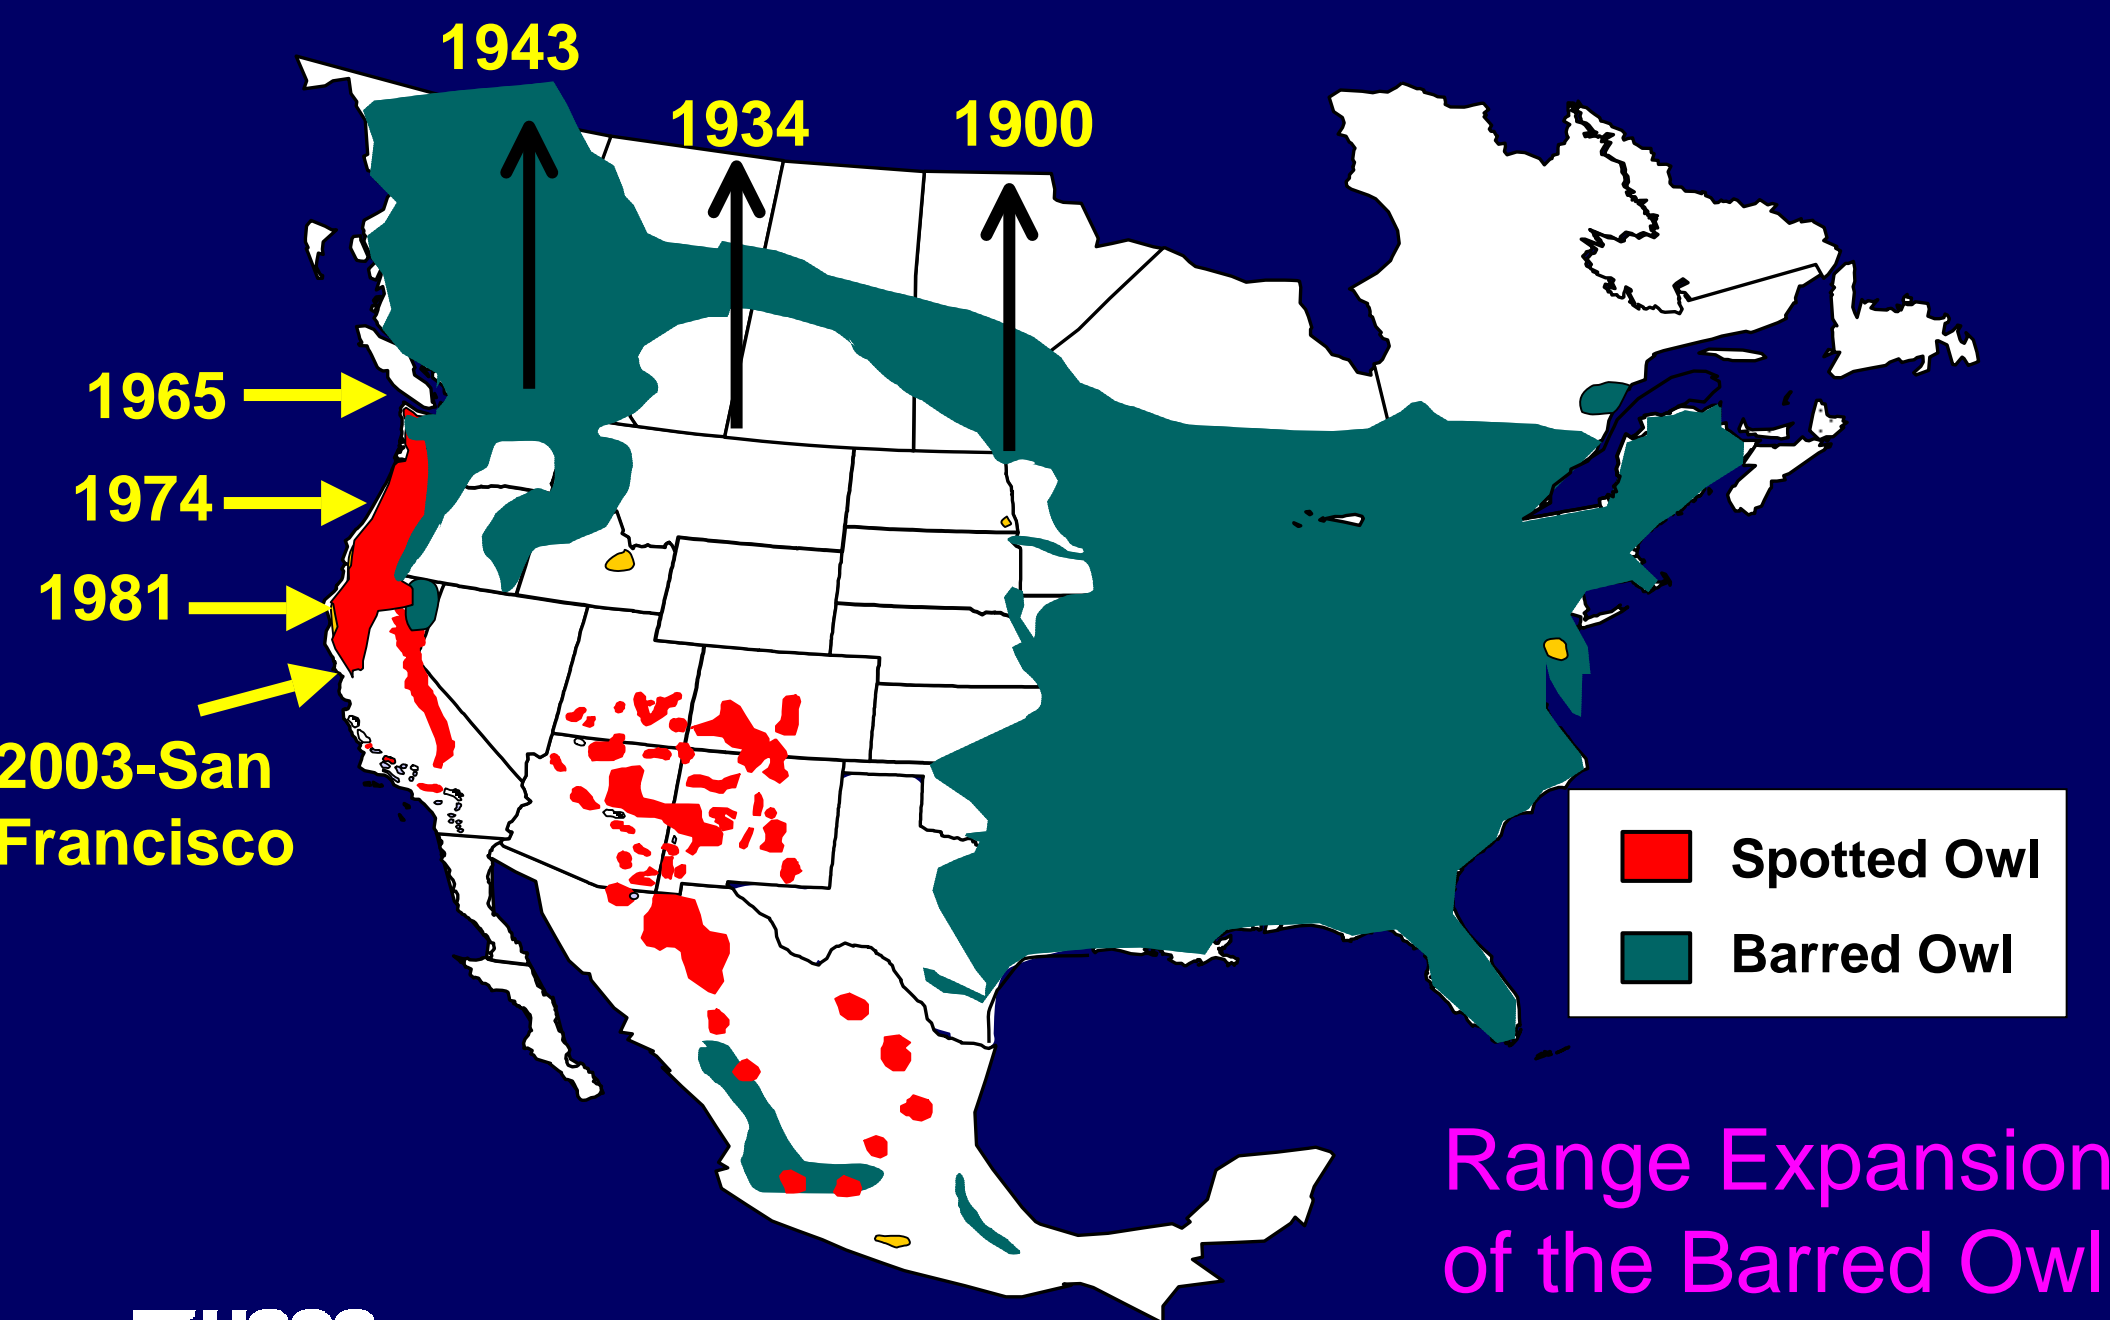 1943
1934
1900
1965
1974
1981
2003-San
Francisco
Spotted Owl
Barred Owl
Range Expansion
of the Barred Owl